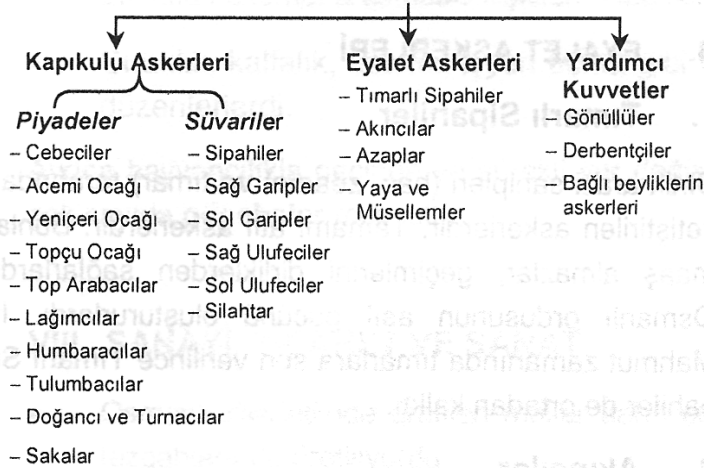 Kapıkulu Askerleri
Piyadeler
– Cebeciler
– Acemi Ocağı
– Yeniçeri Ocağı
– Topçu Ocağı
– Top Arabacılar
– Lağımcılar
– Humbaracılar
– Tulumbacılar
– Doğancı ve Turnacılar
– Sakalar
Süvariler
– Sipahiler
– Sağ Garipler
– Sol Garipler
– Sağ Ulufeciler
– Sol Ulufeciler
– Silahtar
Eyalet Askerleri
– Tımarlı Sipahiler
– Akıncılar
– Azaplar
– Yaya ve
Müsellemler
Yardımcı
Kuvvetler
– Gönüllüler
– Derbentçiler
– Bağlı beyliklerin
askerleri